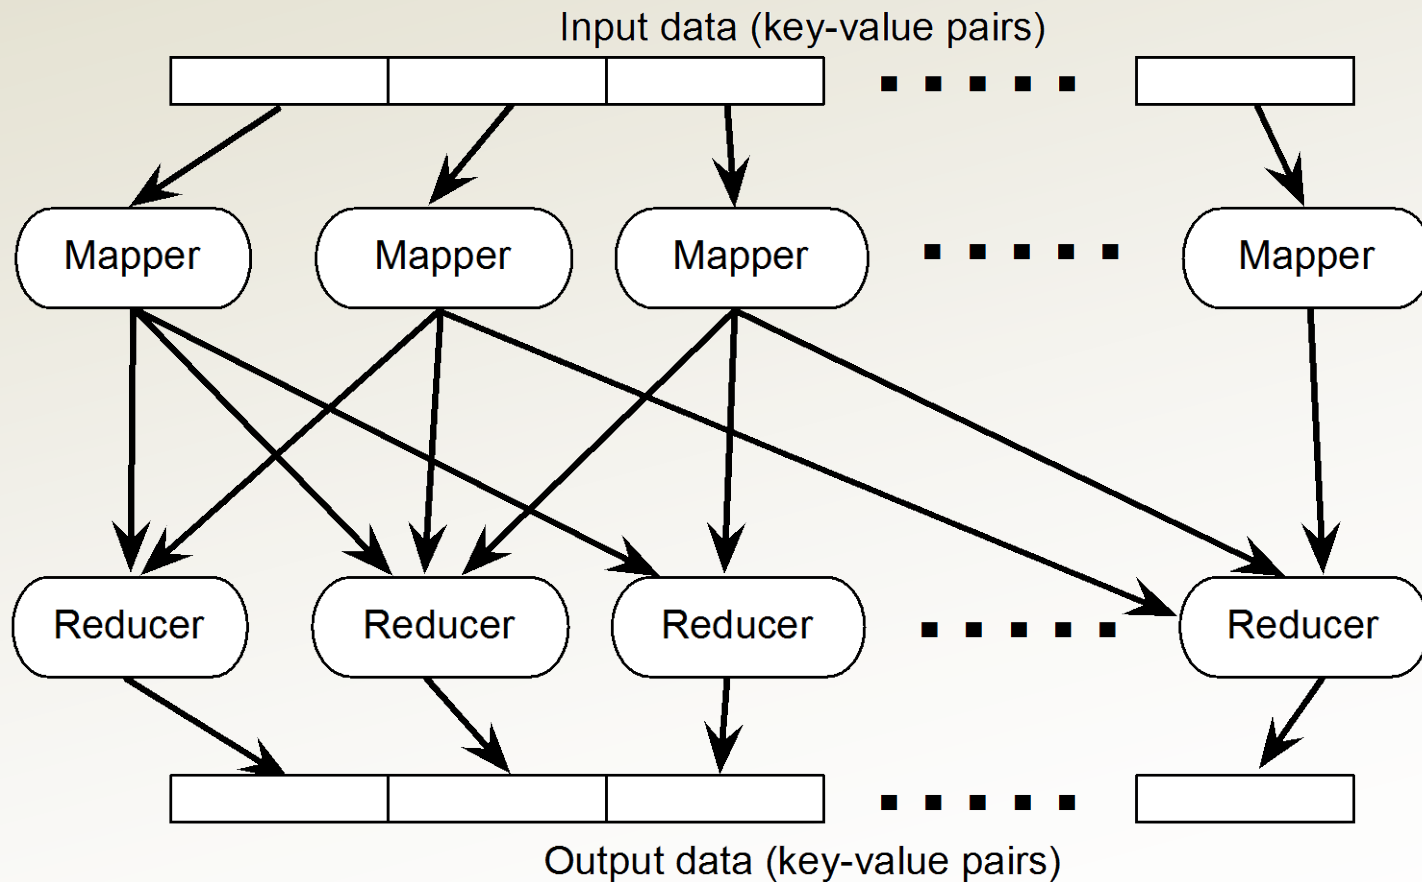 Input data (key-value pairs)
Mapper Mapper Mapper Mapper
Reducer Reducer Reducer Reducer
Output data (key-value pairs)